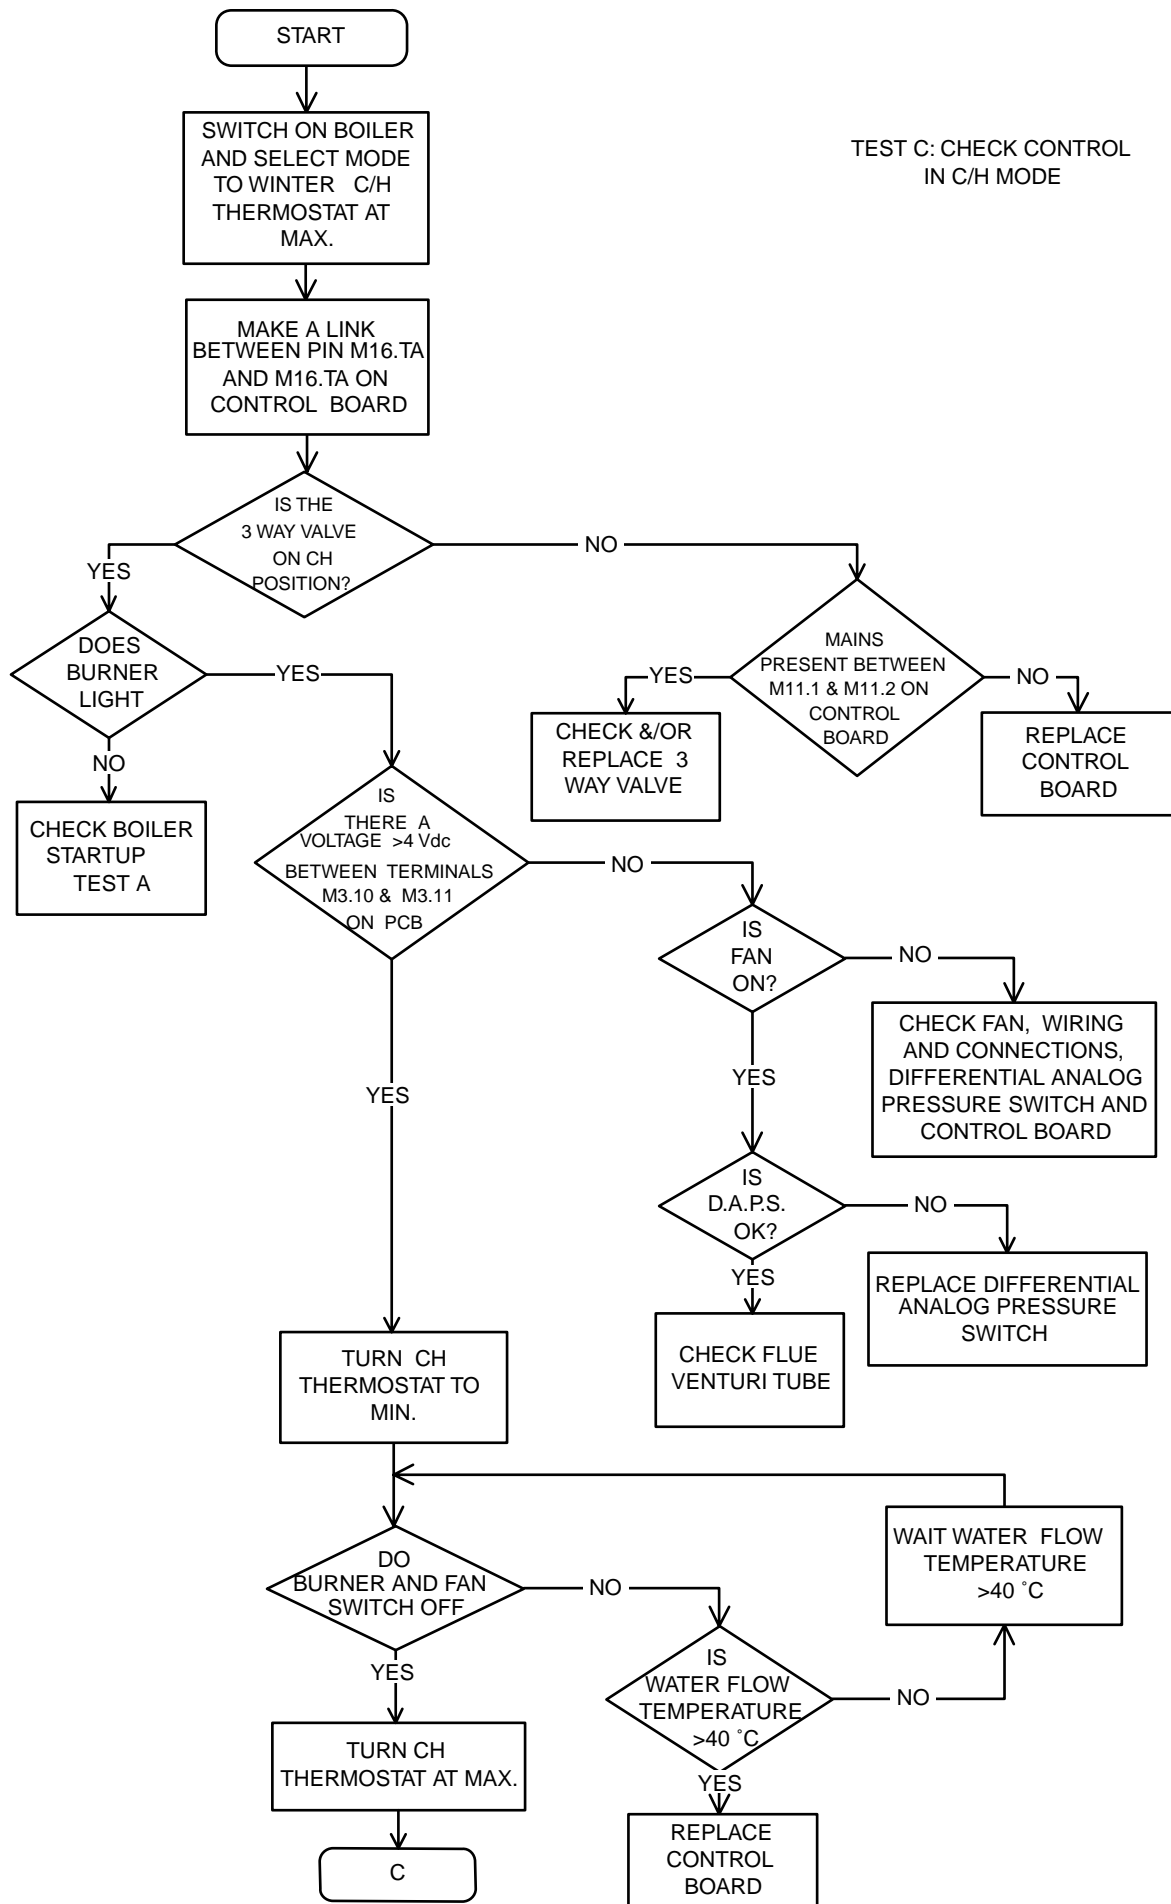 START
SWITCH ON BOILER
AND SELECT MODE
TO WINTER C/H
THERMOSTAT AT
MAX.
TEST C: CHECK CONTROL
IN C/H MODE
MAKE A LINK
BETWEEN PIN M16.TA
AND M16.TA ON
CONTROL BOARD
IS THE
3 WAY VALVE
ON CH
POSITION?
NO
YES
DOES
BURNER
LIGHT
YES
NO
CHECK BOILER
STARTUP
TEST A
MAINS
PRESENT BETWEEN
M11.1 & M11.2 ON
CONTROL
BOARD
YES
NO
CHECK &/OR
REPLACE 3
WAY VALVE
REPLACE
CONTROL
BOARD
IS
THERE A
VOLTAGE >4 Vdc
BETWEEN TERMINALS
M3.10 & M3.11
ON PCB
NO
YES
IS
FAN
ON?
NO
YES
CHECK FAN, WIRING
AND CONNECTIONS,
DIFFERENTIAL ANALOG
PRESSURE SWITCH AND
CONTROL BOARD
IS
D.A.P.S.
OK?
NO
YES
REPLACE DIFFERENTIAL
ANALOG PRESSURE
SWITCH
CHECK FLUE
VENTURI TUBE
TURN CH
THERMOSTAT TO
MIN.
DO
BURNER AND FAN
SWITCH OFF
NO
YES
WAIT WATER FLOW
TEMPERATURE
>40 ˚C
IS
WATER FLOW
TEMPERATURE
>40 ˚C
NO
YES
TURN CH
THERMOSTAT AT MAX.
C
REPLACE
CONTROL
BOARD